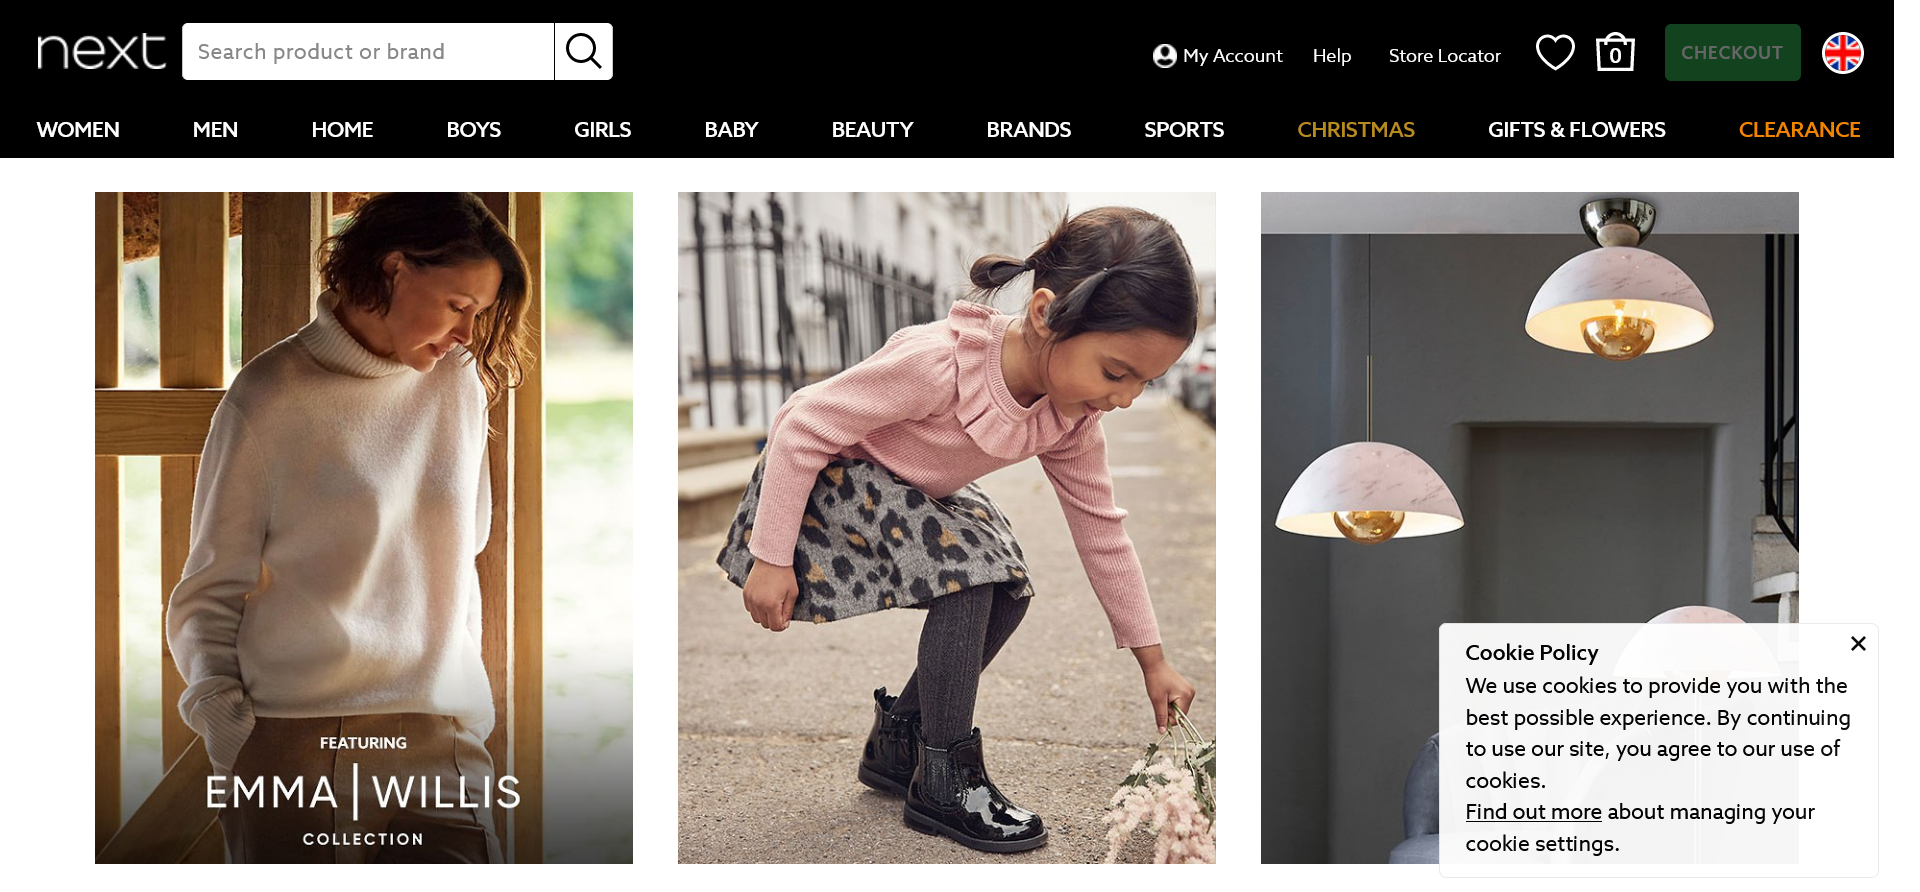 next
Search product or brand
My Account
Help
Store Locator
0
CHECKOUT
WOMEN
MEN
HOME
BOYS
GIRLS
BABY
BEAUTY
BRANDS
SPORTS
CHRISTMAS
GIFTS & FLOWERS
CLEARANCE
FEATURING
EMMA | WILLIS
COLLECTION
Cookie Policy
We use cookies to provide you with the
best possible experience. By continuing
to use our site, you agree to our use of
cookies.
Find out more about managing your
cookie settings.